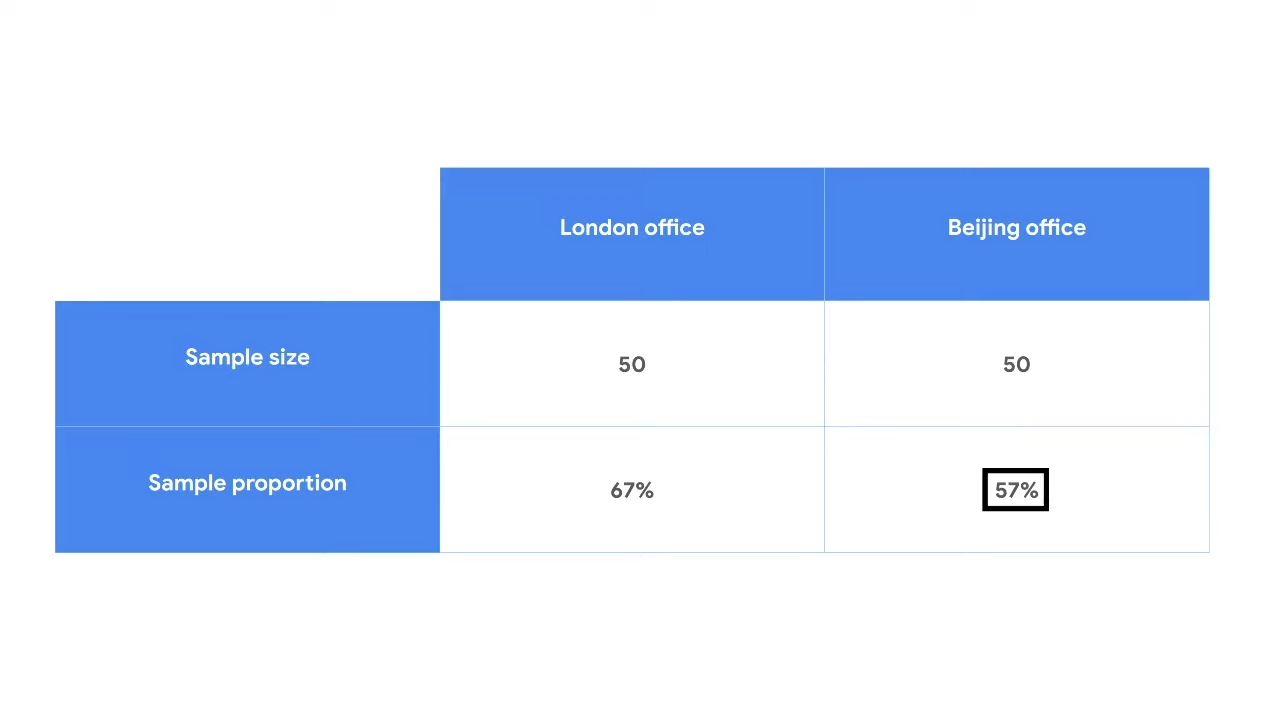 London office
Beijing office
Sample size
50
50
Sample proportion
67%
57%